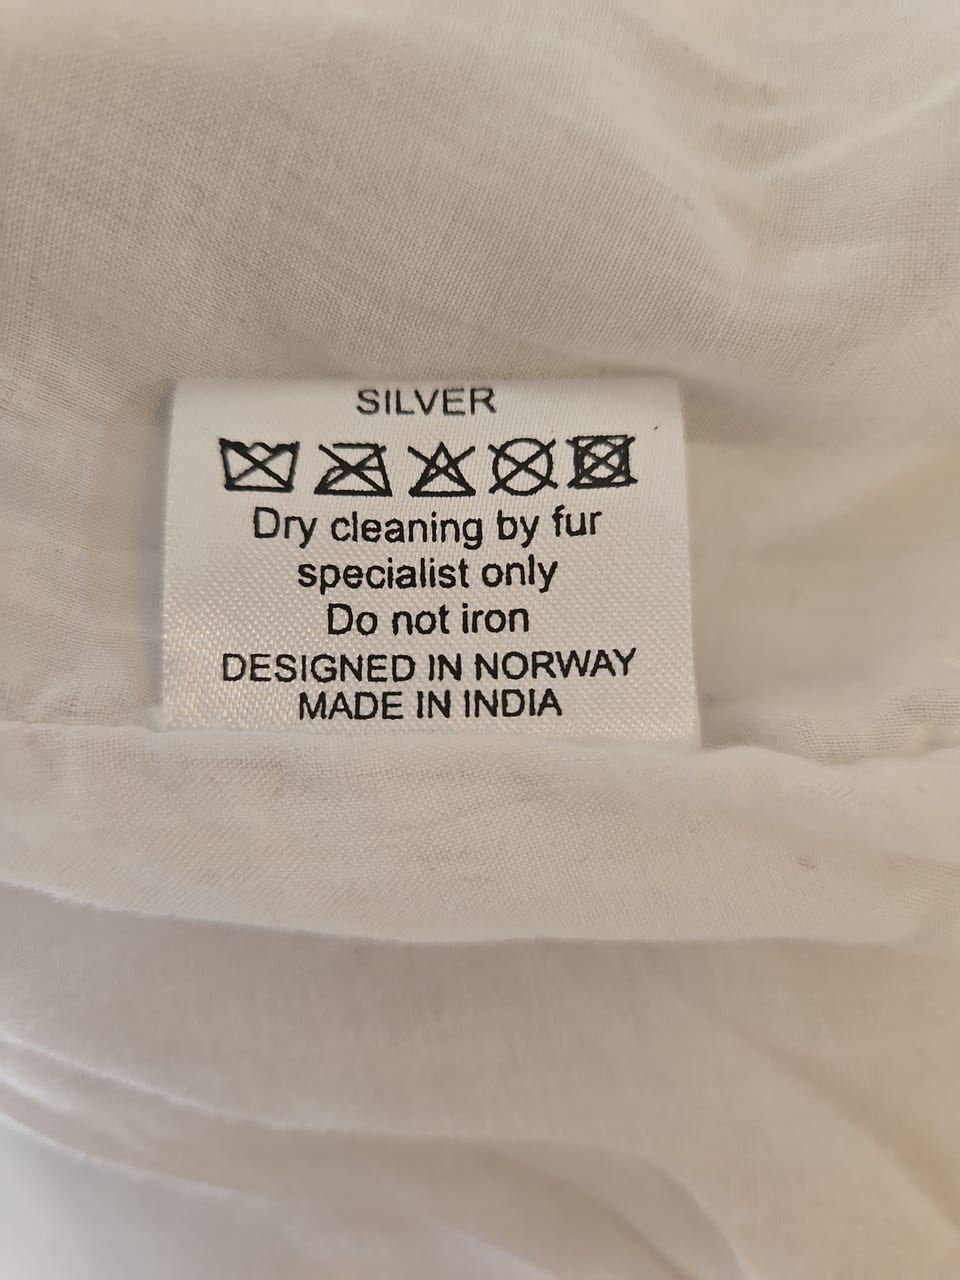 SILVER
Dry cleaning by fur
specialist only
Do not iron
DESIGNED IN NORWAY
MADE IN INDIA